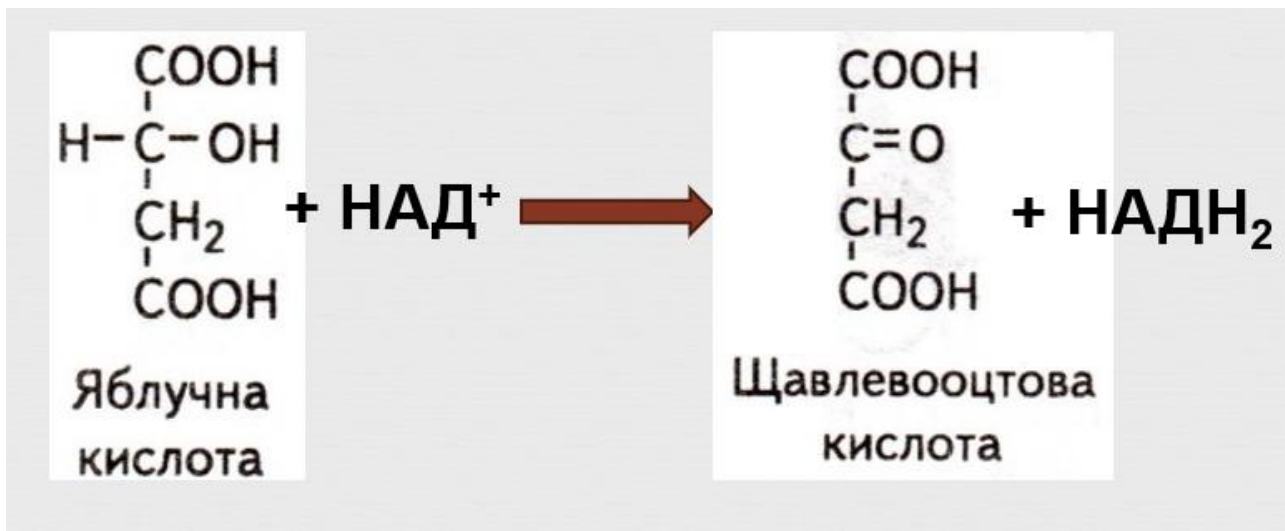 COOH
H–C–OH
CH₂
COOH
+ НАД⁺
Яблучна
кислота
COOH
C=O
CH₂
COOH
+ НАДН₂
Щавлевооцтова
кислота